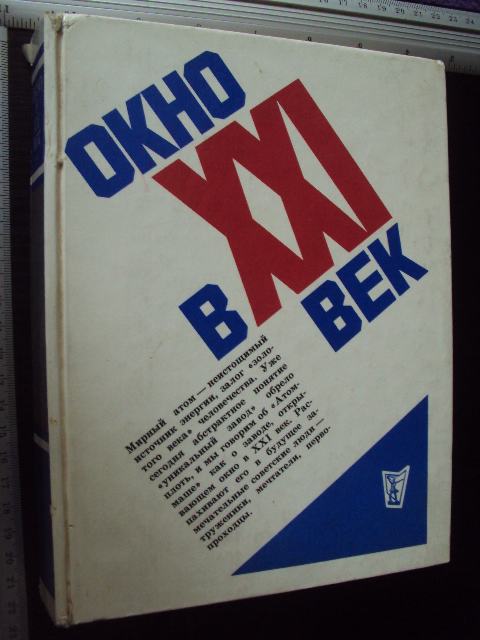 ОКНО
XXI
В
ВЕК
Мирный атом — неистощимый
источник энергии, залог «золо-
того века» человечества. Уже
сегодня абстрактное понятие
«уникальный завод» обрело
плоть, и мы говорим об «Атом-
маше» как о заводе, откры-
вающем окно в XXI век. Рас-
пахивают его в будущее за-
мечательные советские люди —
труженики, мечтатели, перво-
проходцы.